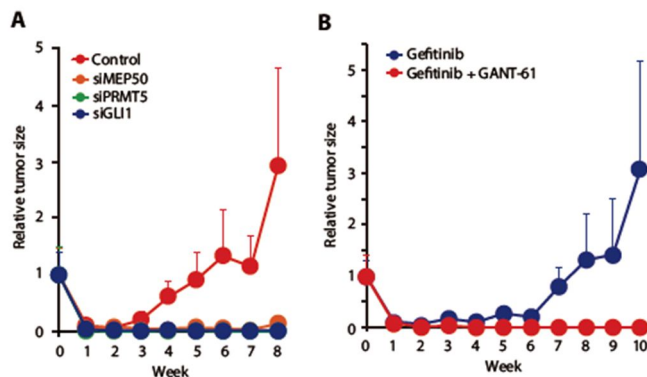 A
Relative tumor size
5
4
3
2
1
0
Control
siMEP50
siPRMT5
siGLI1
0 1 2 3 4 5 6 7 8
Week
B
Relative tumor size
5
4
3
2
1
0
Gefitinib
Gefitinib + GANT-61
0 1 2 3 4 5 6 7 8 9 10
Week